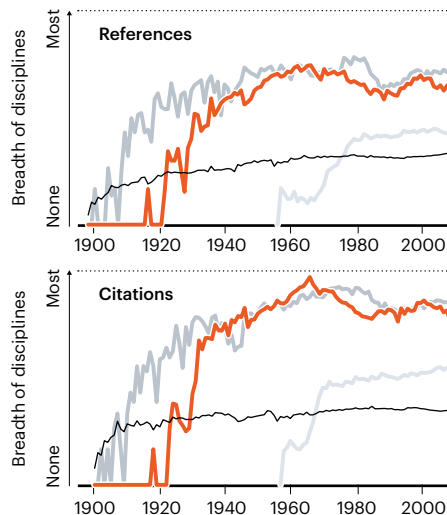 Most
References
Breadth of disciplines
None
1900 1920 1940 1960 1980 2000
Most
Citations
Breadth of disciplines
None
1900 1920 1940 1960 1980 2000